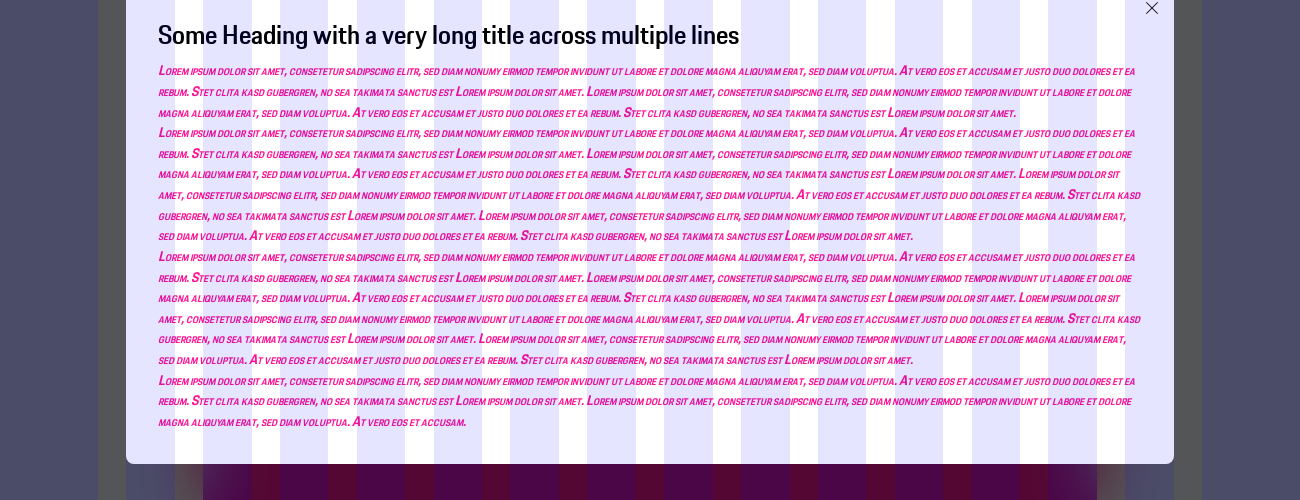 Some Heading with a very long title across multiple lines
Lorem ipsum dolor sit amet, consetetur sadipscing elitr, sed diam nonumy eirmod tempor invidunt ut labore et dolore magna aliquyam erat, sed diam voluptua. At vero eos et accusam et justo duo dolores et ea
rebum. Stet clita kasd gubergren, no sea takimata sanctus est Lorem ipsum dolor sit amet. Lorem ipsum dolor sit amet, consetetur sadipscing elitr, sed diam nonumy eirmod tempor invidunt ut labore et dolore
magna aliquyam erat, sed diam voluptua. At vero eos et accusam et justo duo dolores et ea rebum. Stet clita kasd gubergren, no sea takimata sanctus est Lorem ipsum dolor sit amet.
Lorem ipsum dolor sit amet, consetetur sadipscing elitr, sed diam nonumy eirmod tempor invidunt ut labore et dolore magna aliquyam erat, sed diam voluptua. At vero eos et accusam et justo duo dolores et ea
rebum. Stet clita kasd gubergren, no sea takimata sanctus est Lorem ipsum dolor sit amet. Lorem ipsum dolor sit amet, consetetur sadipscing elitr, sed diam nonumy eirmod tempor invidunt ut labore et dolore
magna aliquyam erat, sed diam voluptua. At vero eos et accusam et justo duo dolores et ea rebum. Stet clita kasd gubergren, no sea takimata sanctus est Lorem ipsum dolor sit amet. Lorem ipsum dolor sit
amet, consetetur sadipscing elitr, sed diam nonumy eirmod tempor invidunt ut labore et dolore magna aliquyam erat, sed diam voluptua. At vero eos et accusam et justo duo dolores et ea rebum. Stet clita kasd
gubergren, no sea takimata sanctus est Lorem ipsum dolor sit amet. Lorem ipsum dolor sit amet, consetetur sadipscing elitr, sed diam nonumy eirmod tempor invidunt ut labore et dolore magna aliquyam erat,
sed diam voluptua. At vero eos et accusam et justo duo dolores et ea rebum. Stet clita kasd gubergren, no sea takimata sanctus est Lorem ipsum dolor sit amet.
Lorem ipsum dolor sit amet, consetetur sadipscing elitr, sed diam nonumy eirmod tempor invidunt ut labore et dolore magna aliquyam erat, sed diam voluptua. At vero eos et accusam et justo duo dolores et ea
rebum. Stet clita kasd gubergren, no sea takimata sanctus est Lorem ipsum dolor sit amet. Lorem ipsum dolor sit amet, consetetur sadipscing elitr, sed diam nonumy eirmod tempor invidunt ut labore et dolore
magna aliquyam erat, sed diam voluptua. At vero eos et accusam et justo duo dolores et ea rebum. Stet clita kasd gubergren, no sea takimata sanctus est Lorem ipsum dolor sit amet. Lorem ipsum dolor sit
amet, consetetur sadipscing elitr, sed diam nonumy eirmod tempor invidunt ut labore et dolore magna aliquyam erat, sed diam voluptua. At vero eos et accusam et justo duo dolores et ea rebum. Stet clita kasd
gubergren, no sea takimata sanctus est Lorem ipsum dolor sit amet. Lorem ipsum dolor sit amet, consetetur sadipscing elitr, sed diam nonumy eirmod tempor invidunt ut labore et dolore magna aliquyam erat,
sed diam voluptua. At vero eos et accusam et justo duo dolores et ea rebum. Stet clita kasd gubergren, no sea takimata sanctus est Lorem ipsum dolor sit amet.
Lorem ipsum dolor sit amet, consetetur sadipscing elitr, sed diam nonumy eirmod tempor invidunt ut labore et dolore magna aliquyam erat, sed diam voluptua. At vero eos et accusam et justo duo dolores et ea
rebum. Stet clita kasd gubergren, no sea takimata sanctus est Lorem ipsum dolor sit amet. Lorem ipsum dolor sit amet, consetetur sadipscing elitr, sed diam nonumy eirmod tempor invidunt ut labore et dolore
magna aliquyam erat, sed diam voluptua. At vero eos et accusam.